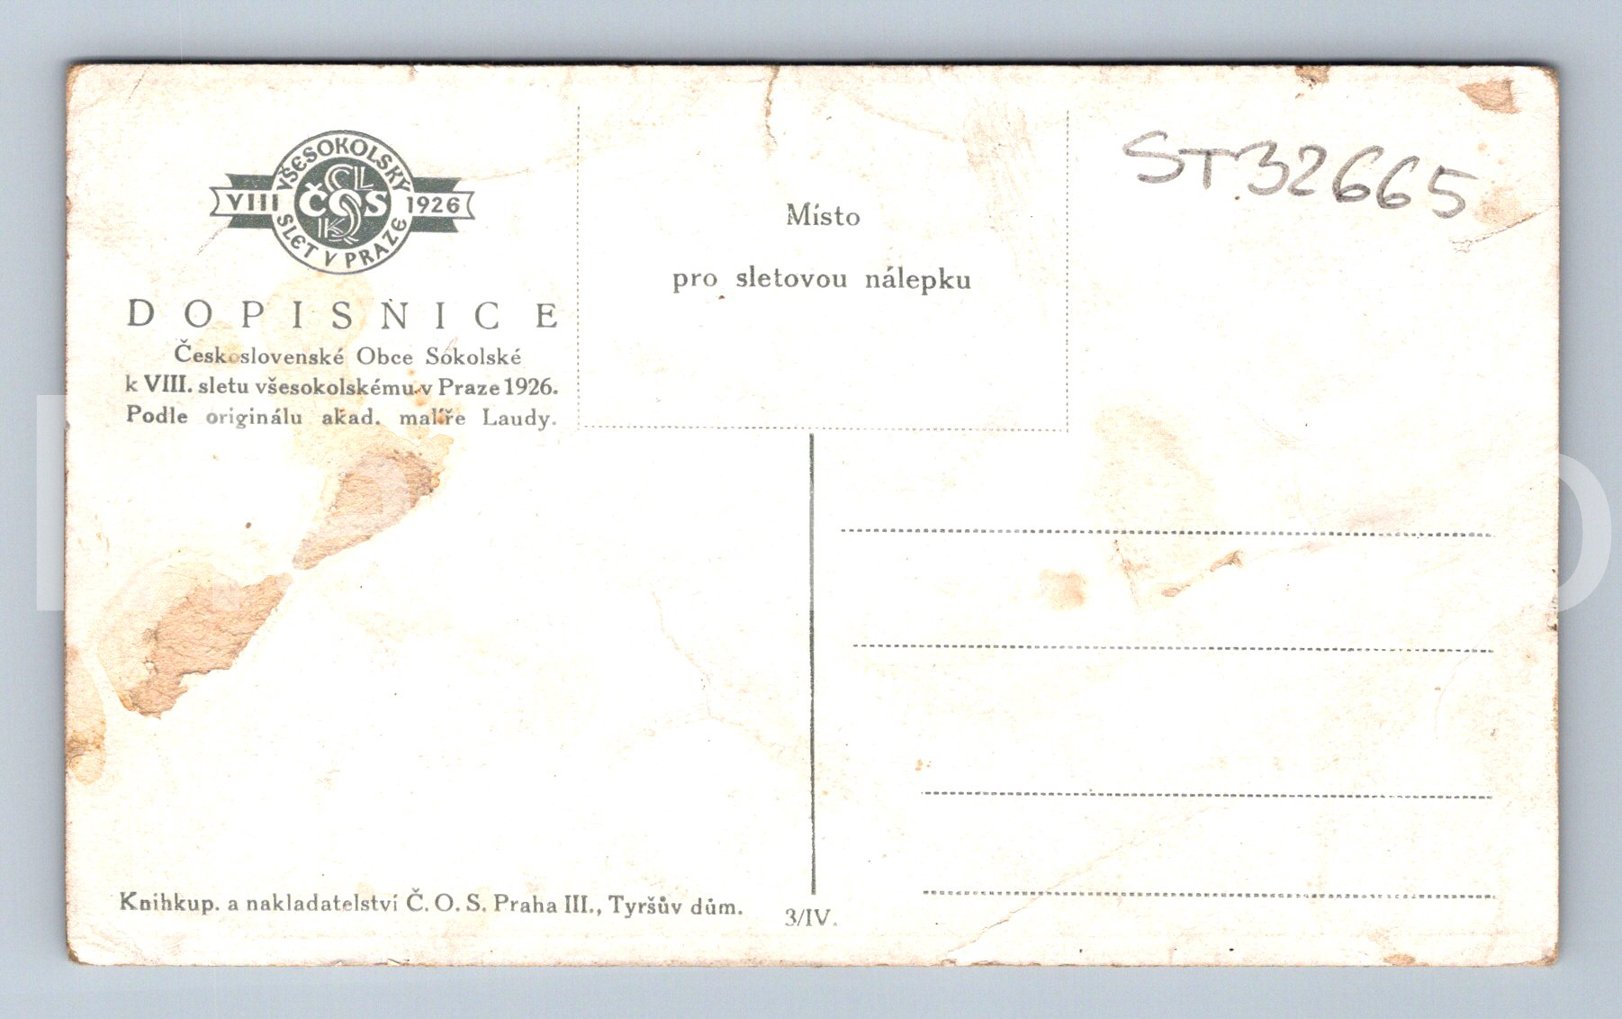 VŠESOKOLSKÝ
VIII
ČOS
1926
SLET V PRAZE
DOPISNICE
Československé Obce Sokolské
k VIII. sletu všesokolskému v Praze 1926.
Podle originálu akad. malíře Laudy.
Místo
pro sletovou nálepku
ST32665
Knihkup. a nakladatelství Č. O. S. Praha III., Tyršův dům.
3/IV.